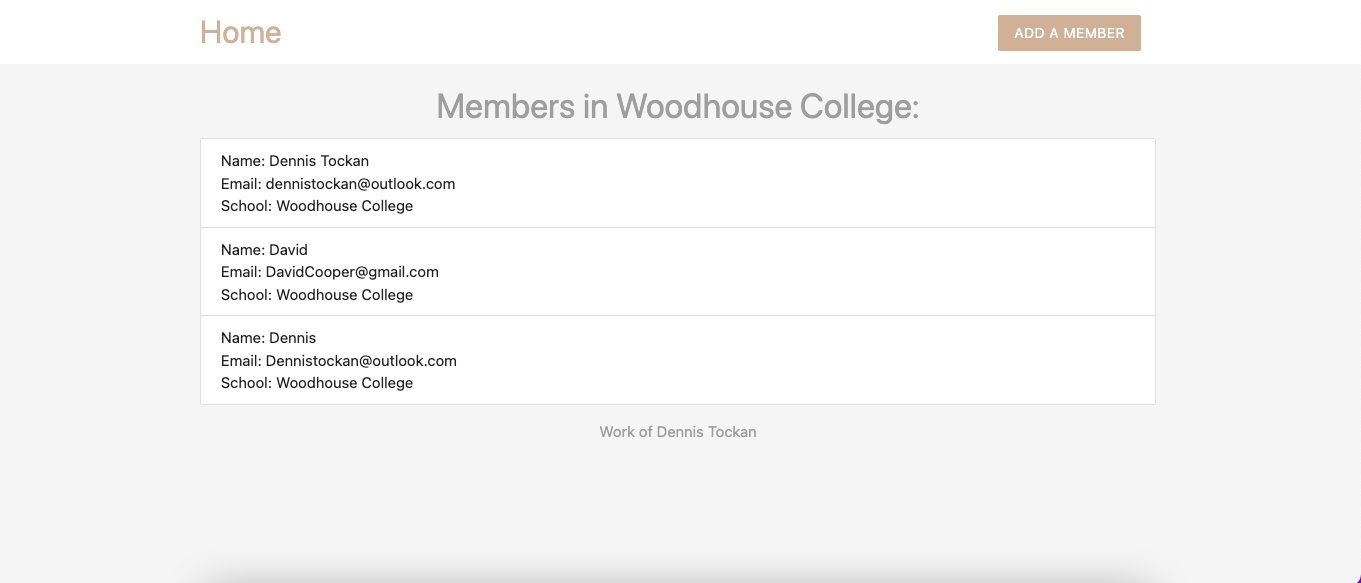 Home
ADD A MEMBER
Members in Woodhouse College:
Name: Dennis Tockan
Email: dennistockan@outlook.com
School: Woodhouse College
Name: David
Email: DavidCooper@gmail.com
School: Woodhouse College
Name: Dennis
Email: Dennistockan@outlook.com
School: Woodhouse College
Work of Dennis Tockan